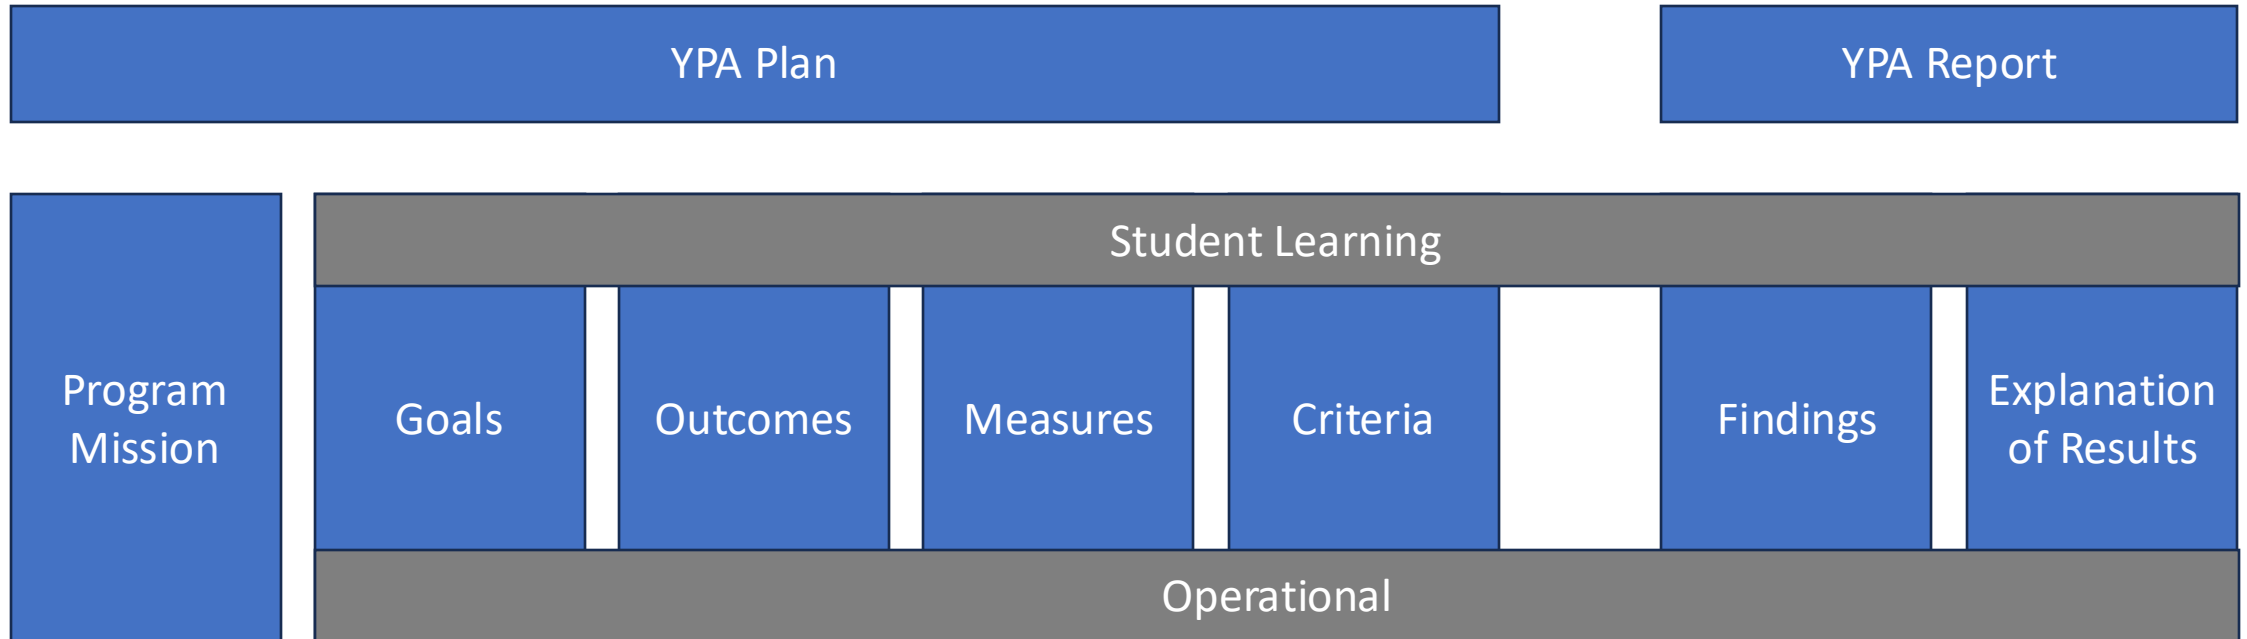 YPA Plan
YPA Report
Student Learning
Program
Mission
Goals
Outcomes
Measures
Criteria
Findings
Explanation
of Results
Operational